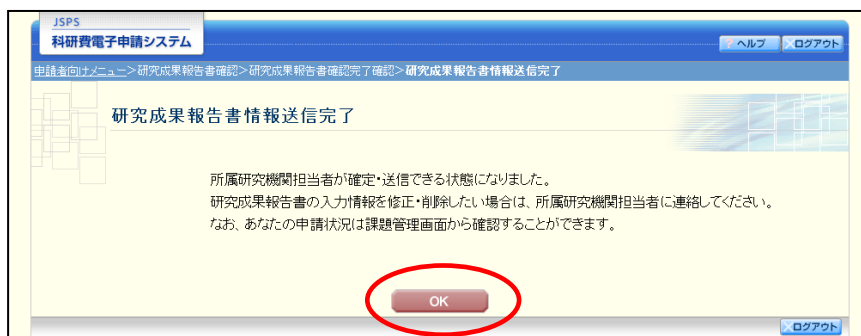 JSPS
科研費電子申請システム
? ヘルプ
ログアウト
申請者向けメニュー>研究成果報告書確認>研究成果報告書確認完了確認>研究成果報告書情報送信完了
研究成果報告書情報送信完了
所属研究機関担当者が確定・送信できる状態になりました。
研究成果報告書の入力情報を修正・削除したい場合は、所属研究機関担当者に連絡してください。
なお、あなたの申請状況は課題管理画面から確認することができます。
OK
ログアウト